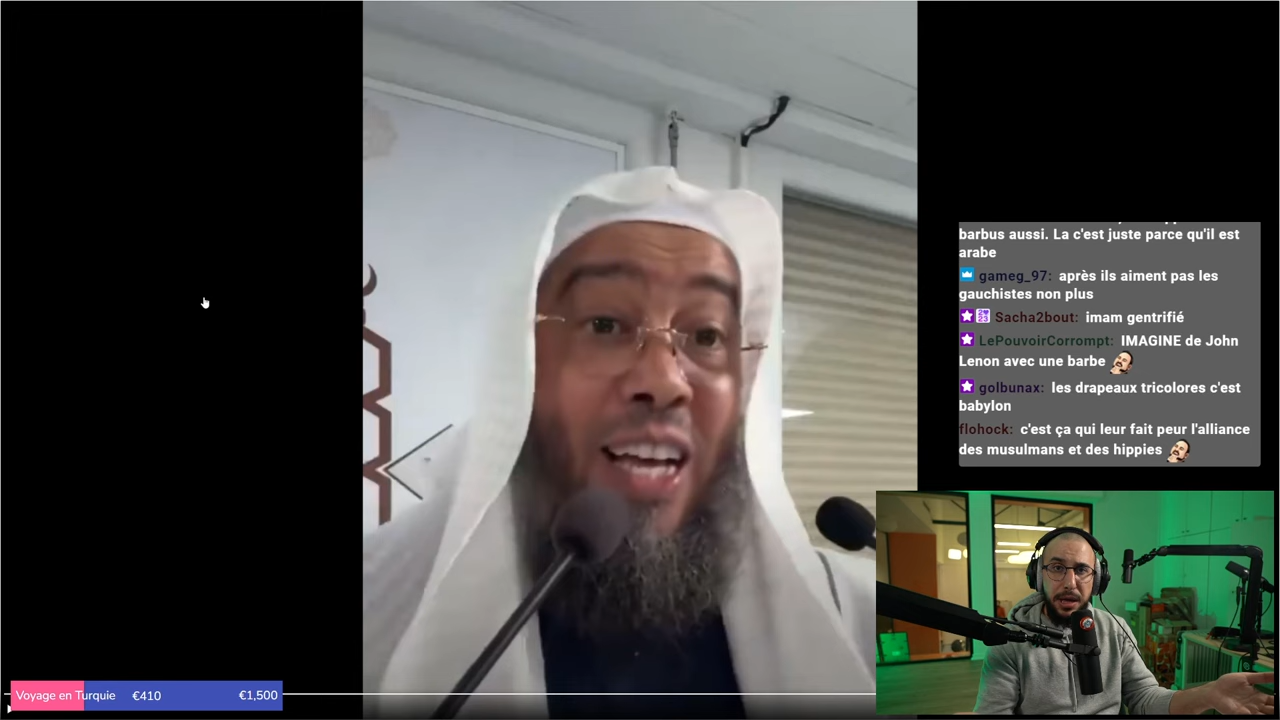 barbus aussi. La c'est juste parce qu'il est
arabe
gameg_97: après ils aiment pas les
gauchistes non plus
Sacha2bout: imam gentrifié
LePouvoirCorrompt: IMAGINE de John
Lenon avec une barbe
golbunax: les drapeaux tricolores c'est
babylon
flohock: c'est ça qui leur fait peur l'alliance
des musulmans et des hippies
Voyage en Turquie €410 €1,500